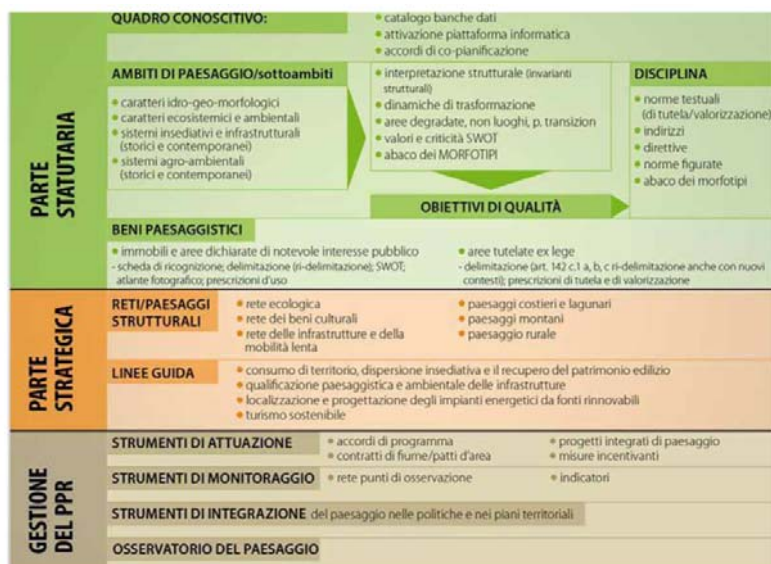 PARTE STATUTARIA
QUADRO CONOSCITIVO:
• catalogo banche dati
• attivazione piattaforma informatica
• accordi di co-pianificazione
AMBITI DI PAESAGGIO/sottoambiti
• caratteri idro-geo-morfologici
• caratteri ecosistemici e ambientali
• sistemi insediativi e infrastrutturali
(storici e contemporanei)
• sistemi agro-ambientali
(storici e contemporanei)
• interpretazione strutturale (invarianti
strutturali)
• dinamiche di trasformazione
• aree degradate, non luoghi, p. transizion
• valori e criticità SWOT
• abaco dei MORFOTIPI
DISCIPLINA
• norme testuali
(di tutela/valorizzazione)
• indirizzi
• direttive
• norme figurate
• abaco dei morfotipi
OBIETTIVI DI QUALITÀ
BENI PAESAGGISTICI
• immobili e aree dichiarate di notevole interesse pubblico
- scheda di ricognizione; delimitazione (ri-delimitazione); SWOT;
atlante fotografico; prescrizioni d'uso
• aree tutelate ex lege
- delimitazione (art. 142 c.1 a, b, c ri-delimitazione anche con nuovi
contesti); prescrizioni di tutela e di valorizzazione
PARTE STRATEGICA
RETI/PAESAGGI
STRUTTURALI
• rete ecologica
• rete dei beni culturali
• rete delle infrastrutture e della
mobilità lenta
• paesaggi costieri e lagunari
• paesaggi montani
• paesaggio rurale
LINEE GUIDA
• consumo di territorio, dispersione insediativa e il recupero del patrimonio edilizio
• qualificazione paesaggistica e ambientale delle infrastrutture
• localizzazione e progettazione degli impianti energetici da fonti rinnovabili
• turismo sostenibile
GESTIONE DEL PPR
STRUMENTI DI ATTUAZIONE
• accordi di programma
• contratti di fiume/patti d'area
• progetti integrati di paesaggio
• misure incentivanti
STRUMENTI DI MONITORAGGIO
• rete punti di osservazione
• indicatori
STRUMENTI DI INTEGRAZIONE del paesaggio nelle politiche e nei piani territoriali
OSSERVATORIO DEL PAESAGGIO